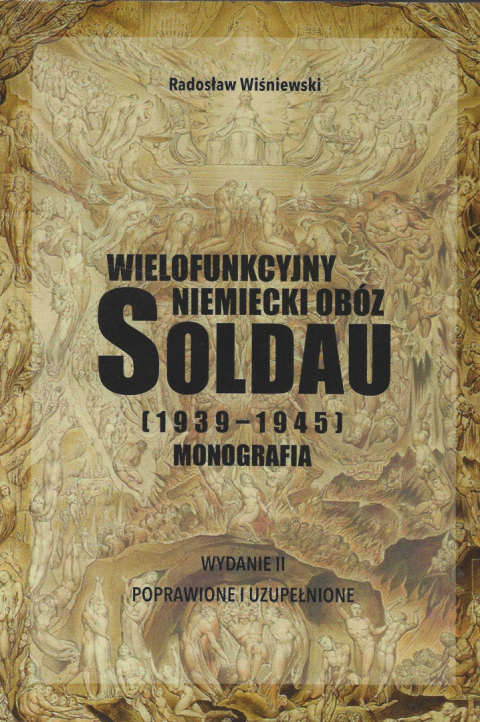 Radosław Wiśniewski
WIELOFUNKCYJNY
NIEMIECKI OBÓZ
SOLDAU
(1939–1945)
MONOGRAFIA
WYDANIE II
POPRAWIONE I UZUPEŁNIONE